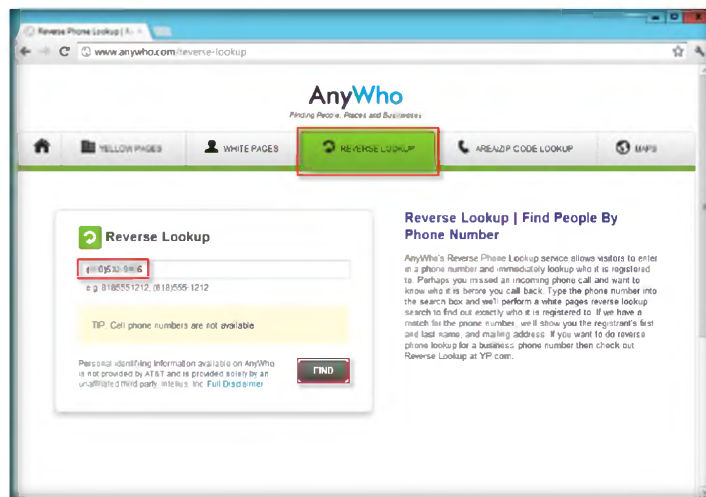 Reverse Phone Lookup | A
www.anywho.com/reverse-lookup
AnyWho
Finding People, Places and Businesses
YELLOW PAGES
WHITE PAGES
REVERSE LOOKUP
AREA/ZIP CODE LOOKUP
MAPS
Reverse Lookup
e.g. 8185551212, (818)555-1212
TIP: Cell phone numbers are not available
Personal identifying information available on AnyWho
is not provided by AT&T and is provided solely by an
unaffiliated third party, Intelius, Inc. Full Disclaimer
FIND
Reverse Lookup | Find People By
Phone Number
AnyWho's Reverse Phone Lookup service allows visitors to enter
in a phone number and immediately lookup who it is registered
to. Perhaps you missed an incoming phone call and want to
know who it is before you call back. Type the phone number into
the search box and we'll perform a white pages reverse lookup
search to find out exactly who it is registered to. If we have a
match for the phone number, we'll show you the registrant's first
and last name, and mailing address. If you want to do reverse
phone lookup for a business phone number then check out
Reverse Lookup at YP.com.